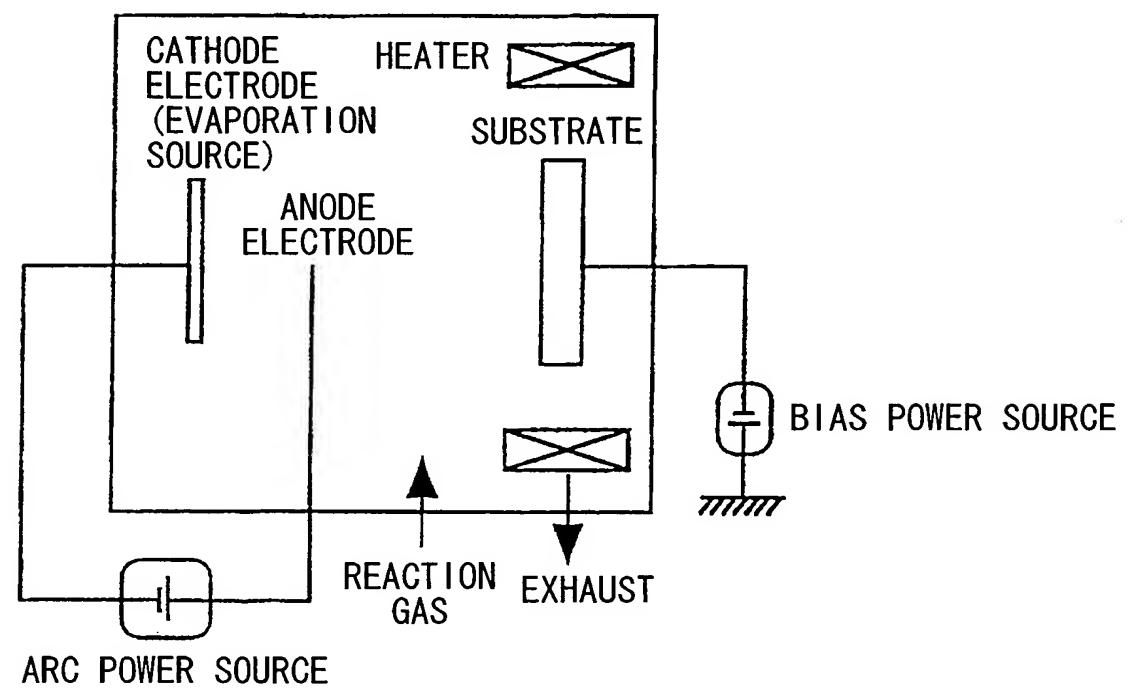 CATHODE
ELECTRODE
(EVAPORATION
SOURCE)
HEATER
SUBSTRATE
ANODE
ELECTRODE
BIAS POWER SOURCE
REACTION
GAS
EXHAUST
ARC POWER SOURCE